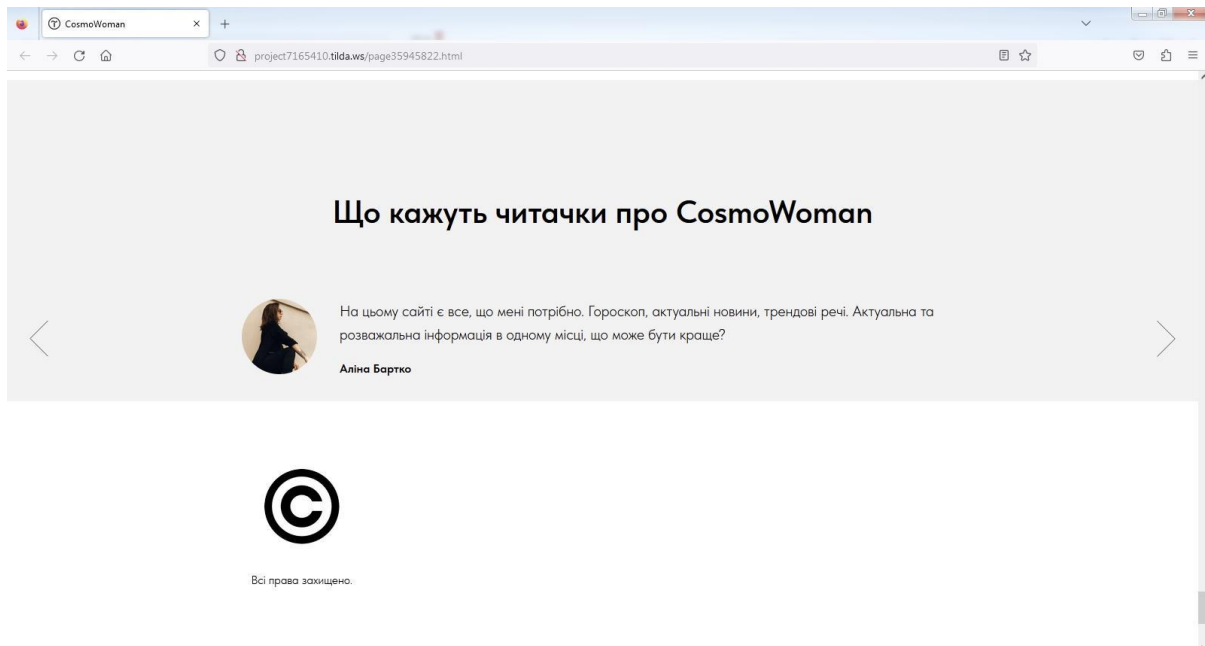 CosmoWoman
project7165410.tilda.ws/page35945822.html
Що кажуть читачки про CosmoWoman
На цьому сайті є все, що мені потрібно. Гороскоп, актуальні новини, трендові речі. Актуальна та
розважальна інформація в одному місці, що може бути краще?
Аліна Бартко
©
Всі права захищено.